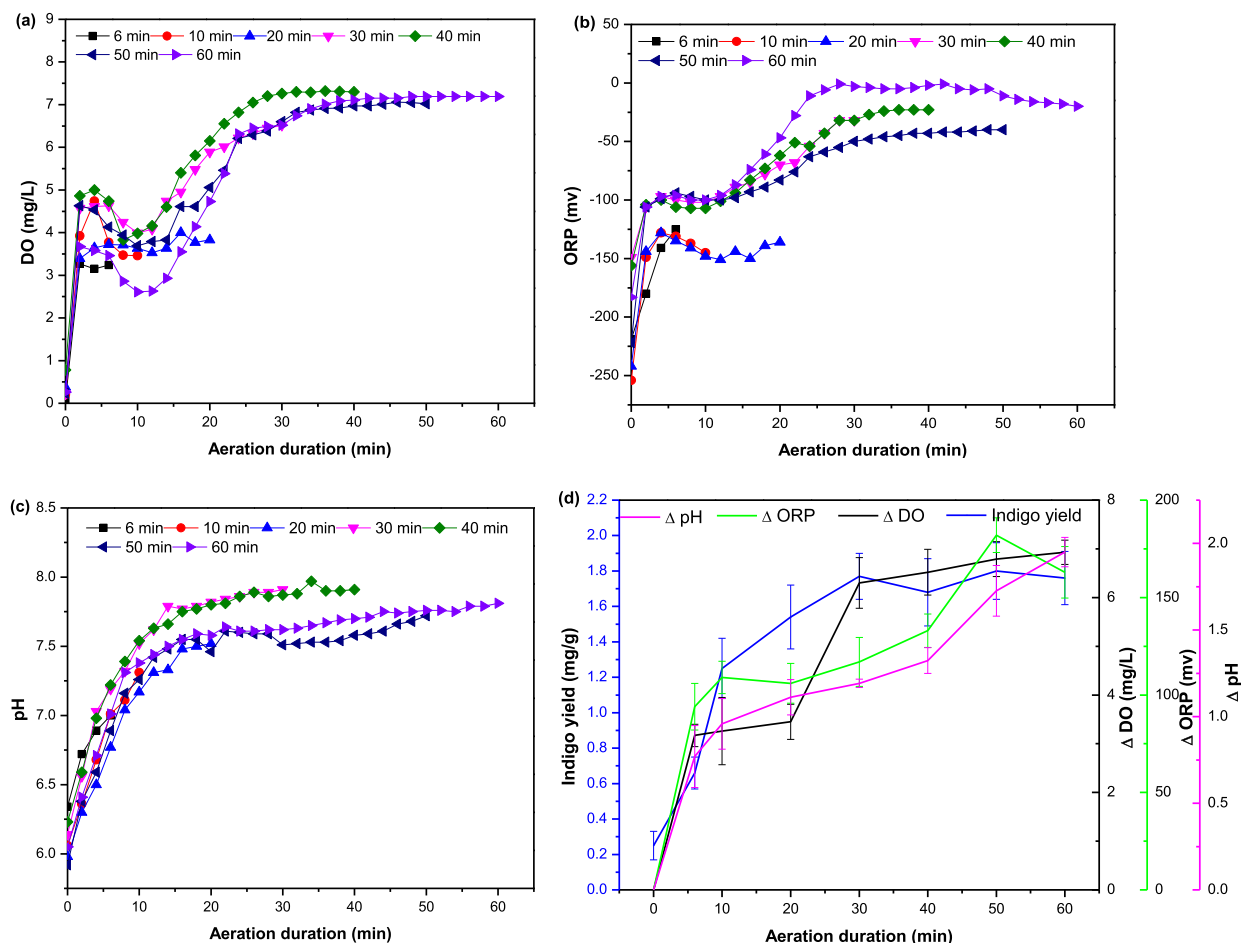 (a)
6 min 10 min 20 min 30 min 40 min
50 min 60 min
DO (mg/L)
9
8
7
6
5
4
3
2
1
0
0 10 20 30 40 50 60
Aeration duration (min)
(b)
6 min 10 min 20 min 30 min 40 min
50 min 60 min
ORP (mv)
50
0
-50
-100
-150
-200
-250
0 10 20 30 40 50 60
Aeration duration (min)
(c)
6 min 10 min 20 min 30 min 40 min
50 min 60 min
pH
8.5
8.0
7.5
7.0
6.5
6.0
0 10 20 30 40 50 60
Aeration duration (min)
(d)
Δ pH Δ ORP Δ DO Indigo yield
Indigo yield (mg/g)
2.2
2.0
1.8
1.6
1.4
1.2
1.0
0.8
0.6
0.4
0.2
0.0
0 10 20 30 40 50 60
Aeration duration (min)
8
6
4
2
0
Δ DO (mg/L)
200
150
100
50
0
Δ ORP (mv)
2.0
1.5
1.0
0.5
0.0
Δ pH